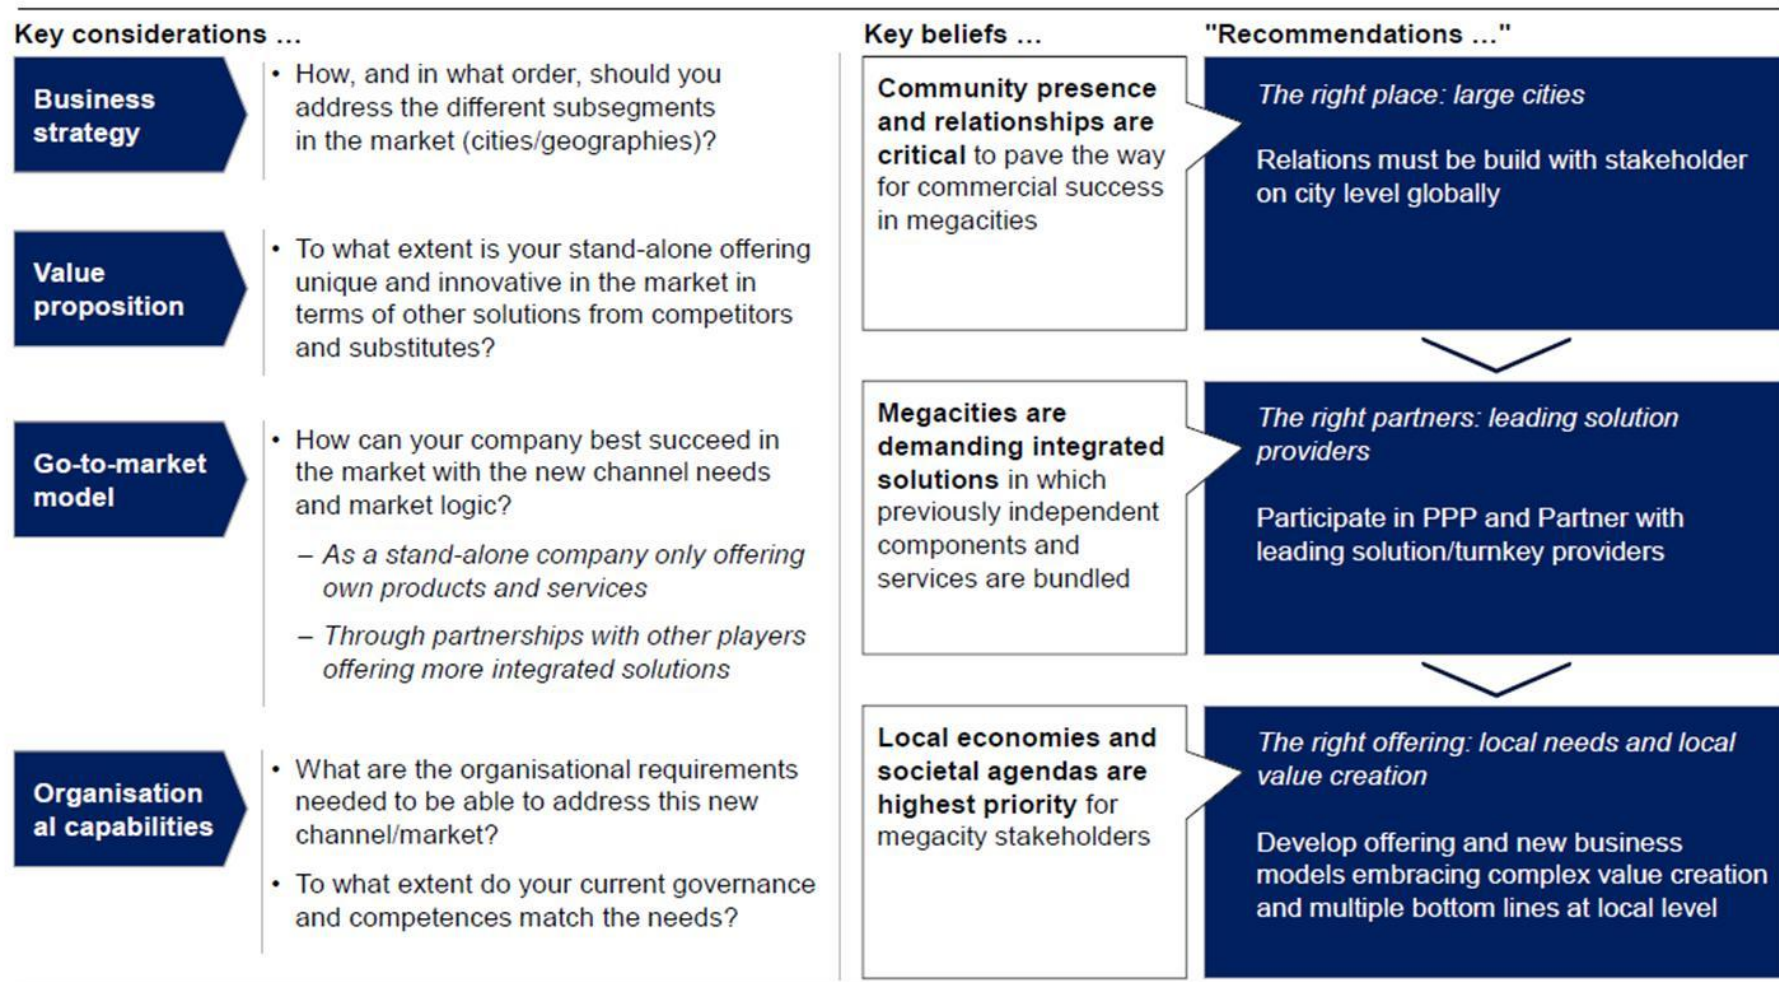 Key considerations ...
Business
strategy
• How, and in what order, should you
address the different subsegments
in the market (cities/geographies)?
Value
proposition
• To what extent is your stand-alone offering
unique and innovative in the market in
terms of other solutions from competitors
and substitutes?
Go-to-market
model
• How can your company best succeed in
the market with the new channel needs
and market logic?
– As a stand-alone company only offering
own products and services
– Through partnerships with other players
offering more integrated solutions
Organisation
al capabilities
• What are the organisational requirements
needed to be able to address this new
channel/market?
• To what extent do your current governance
and competences match the needs?
Key beliefs ...
"Recommendations ..."
Community presence
and relationships are
critical to pave the way
for commercial success
in megacities
The right place: large cities
Relations must be build with stakeholder
on city level globally
Megacities are
demanding integrated
solutions in which
previously independent
components and
services are bundled
The right partners: leading solution
providers
Participate in PPP and Partner with
leading solution/turnkey providers
Local economies and
societal agendas are
highest priority for
megacity stakeholders
The right offering: local needs and local
value creation
Develop offering and new business
models embracing complex value creation
and multiple bottom lines at local level